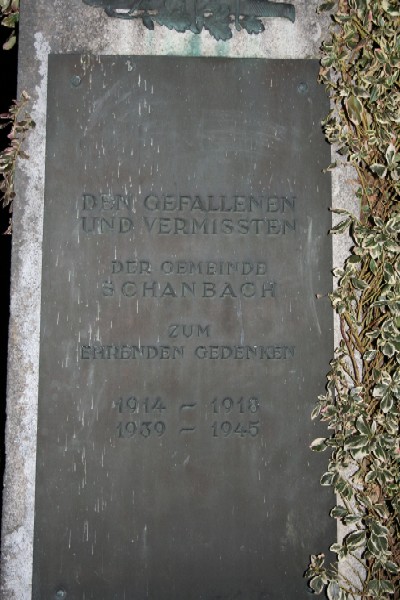 DEN GEFALLENEN
UND VERMISSTEN
DER GEMEINDE
SCHANBACH
ZUM
EHRENDEN GEDENKEN
1914 – 1918
1939 – 1945